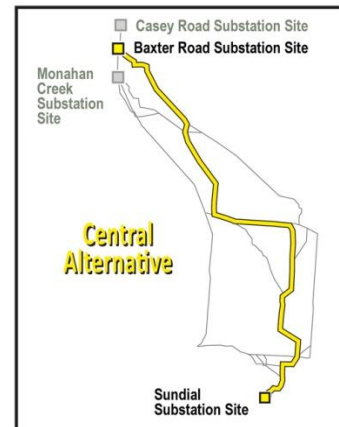 Casey Road Substation Site
Baxter Road Substation Site
Monahan
Creek
Substation
Site
Central
Alternative
Sundial
Substation Site